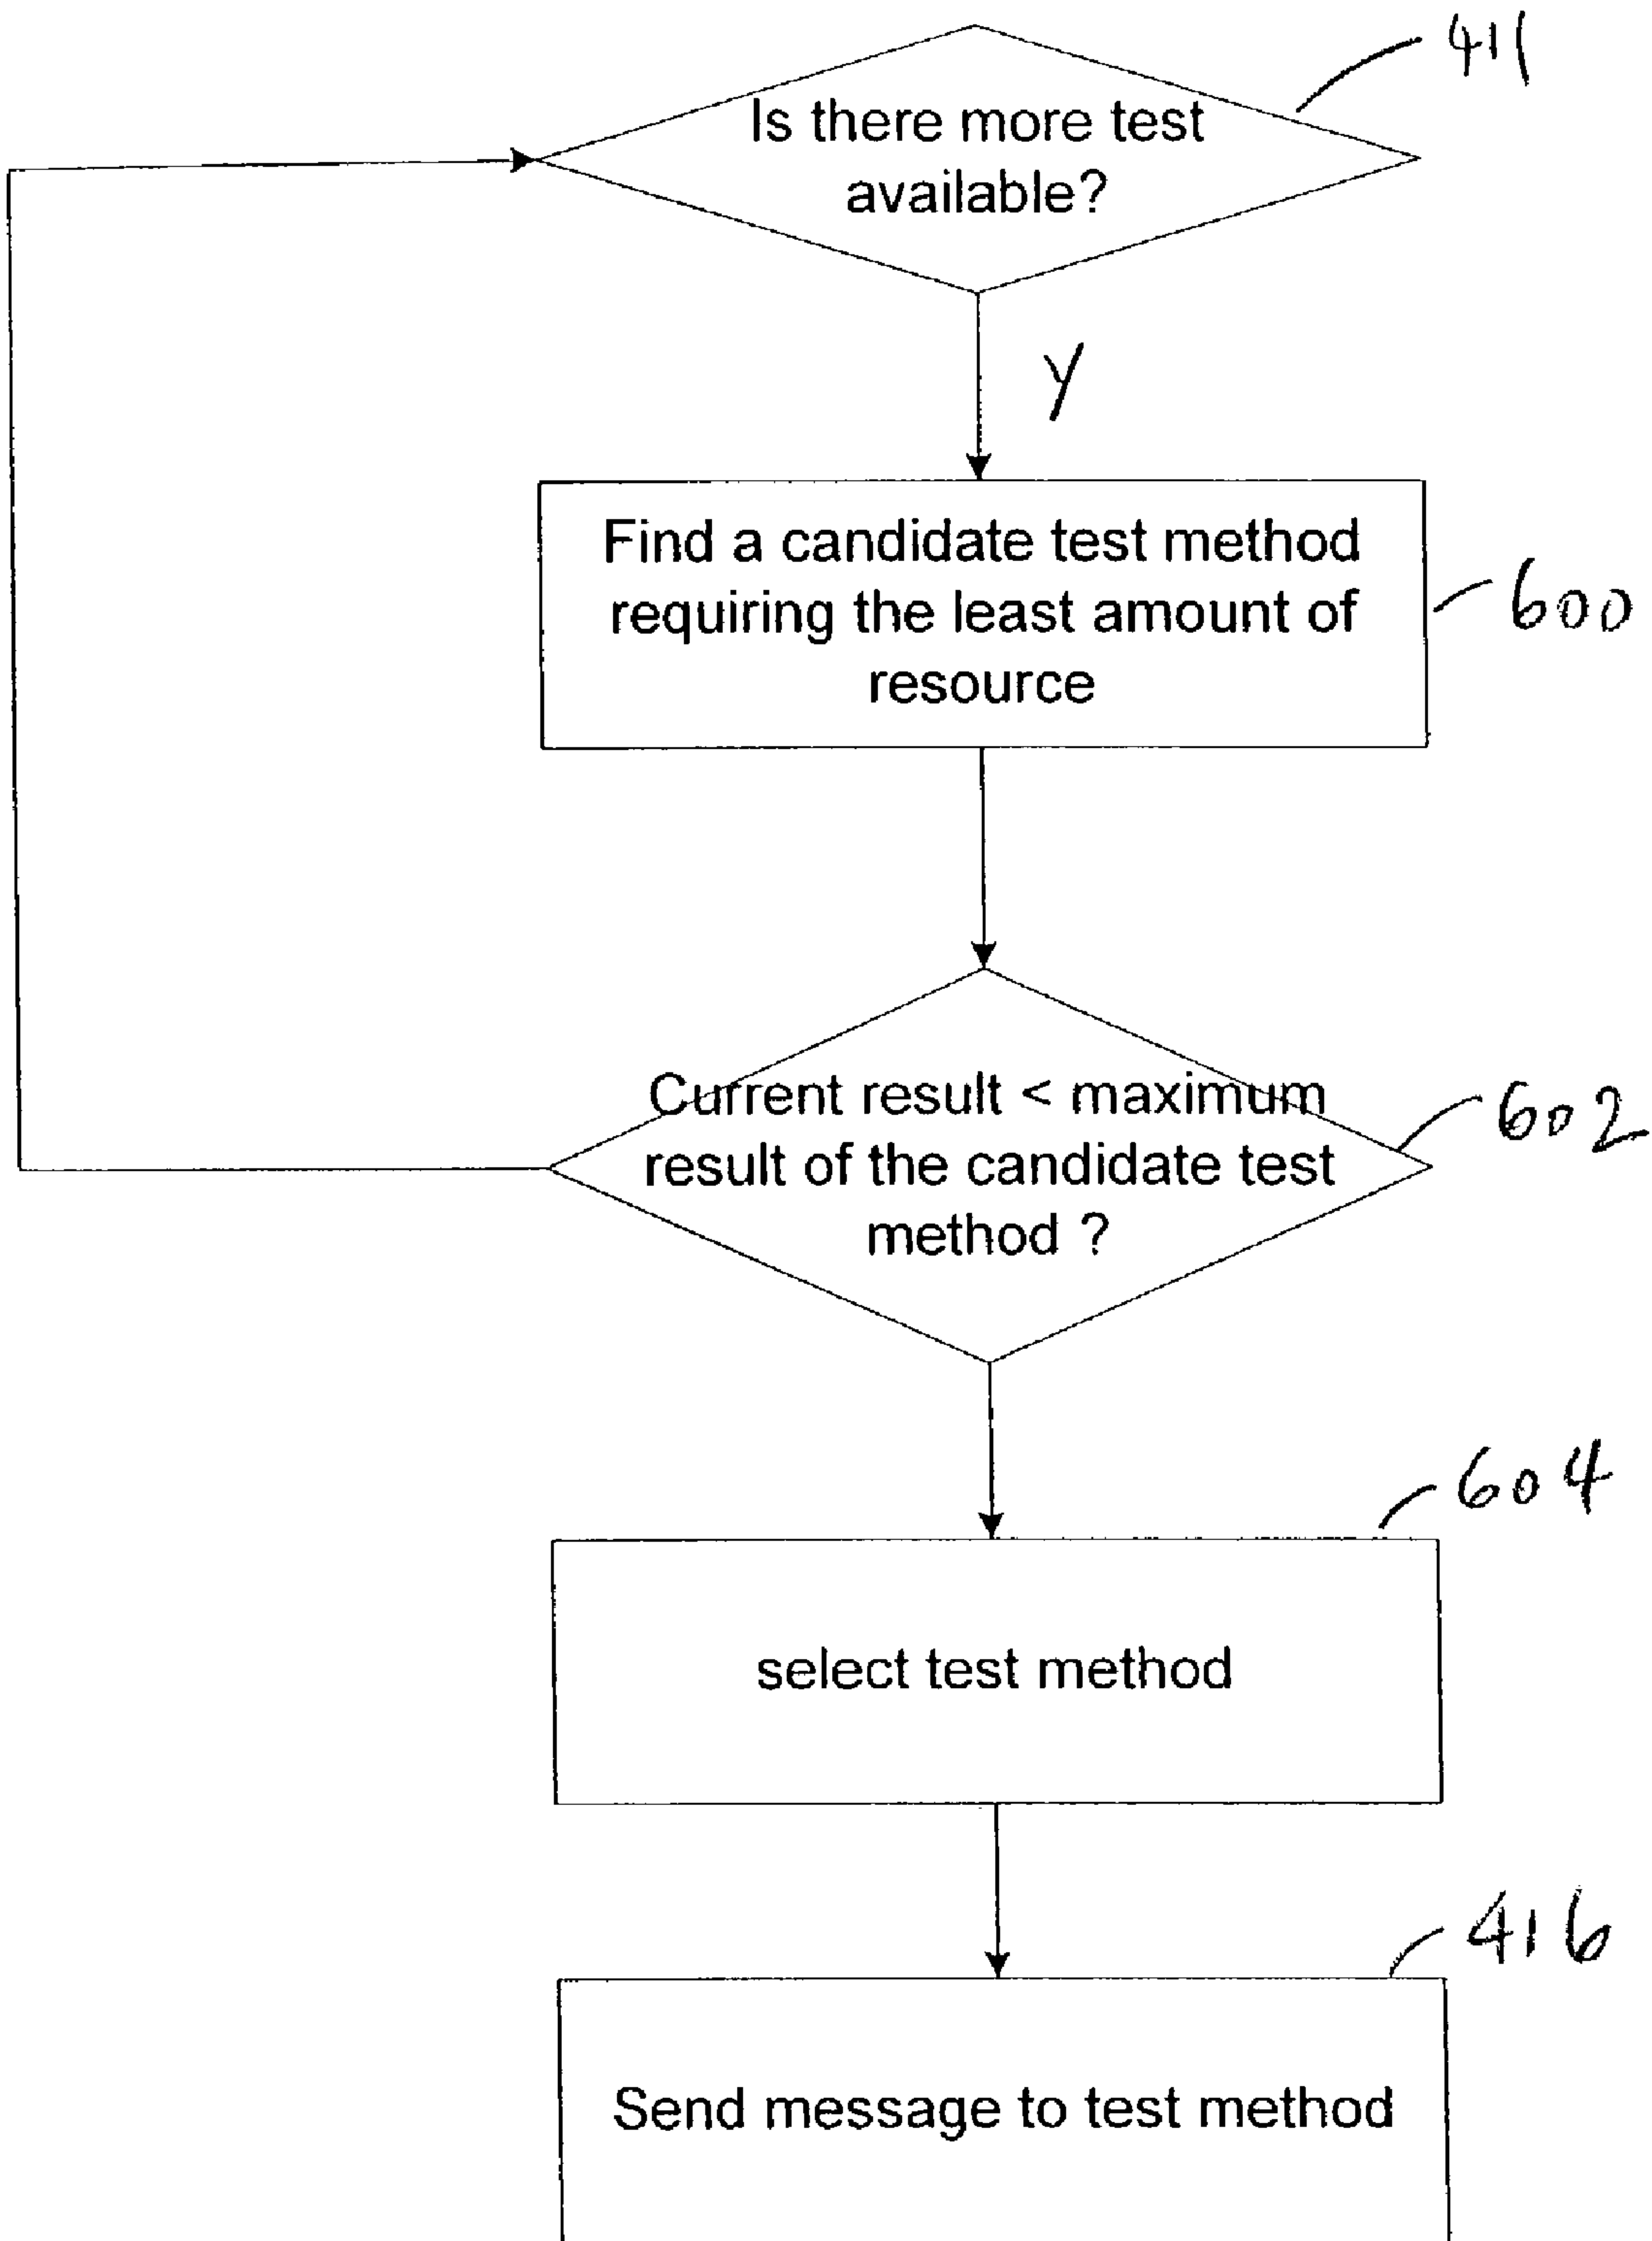 411
Is there more test
available?
Y
Find a candidate test method
requiring the least amount of
resource
600
Current result < maximum
result of the candidate test
method ?
602
604
select test method
416
Send message to test method